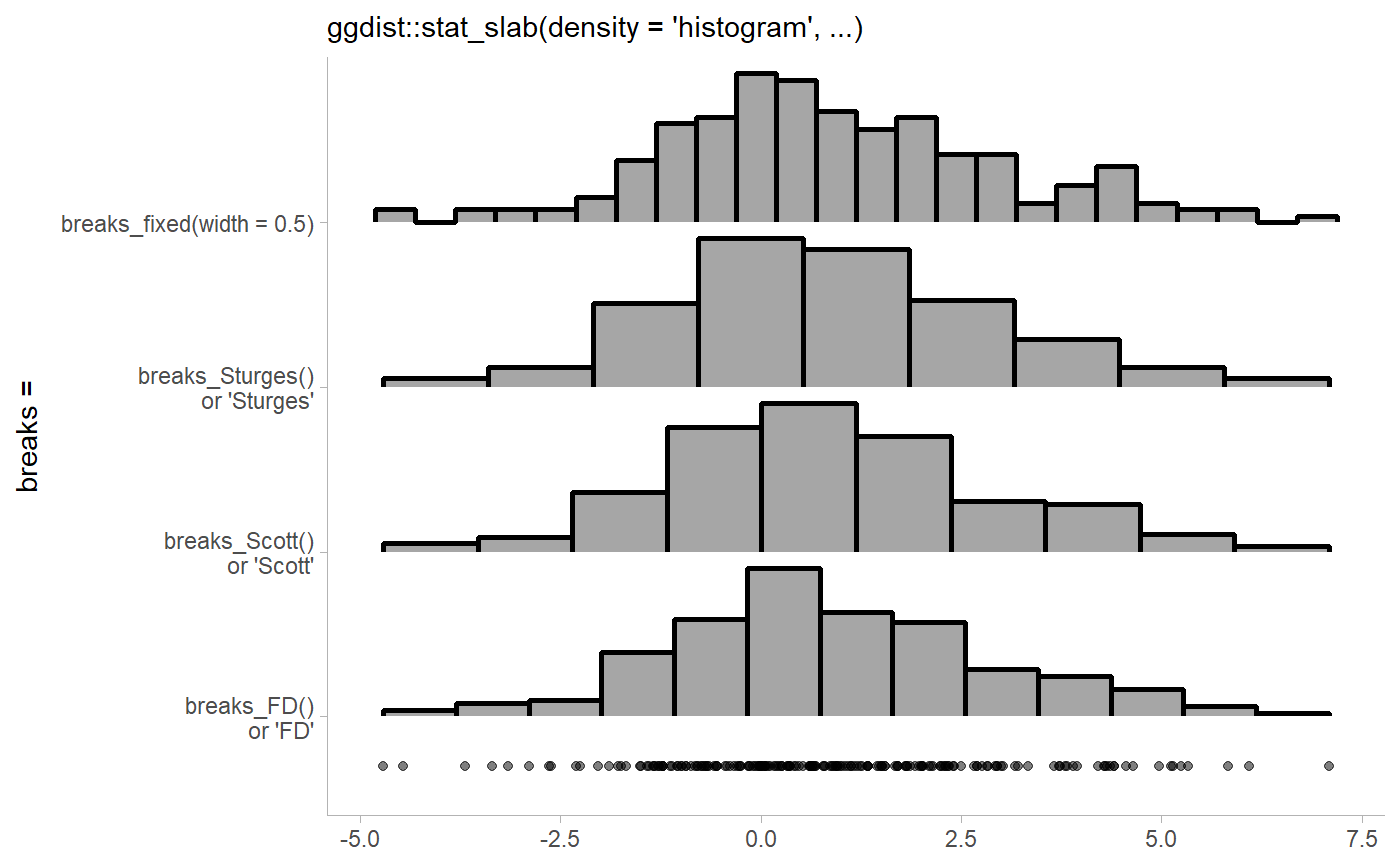 ggdist::stat_slab(density = 'histogram', ...)
breaks =
breaks_fixed(width = 0.5)
breaks_Sturges()
or 'Sturges'
breaks_Scott()
or 'Scott'
breaks_FD()
or 'FD'
-5.0 -2.5 0.0 2.5 5.0 7.5